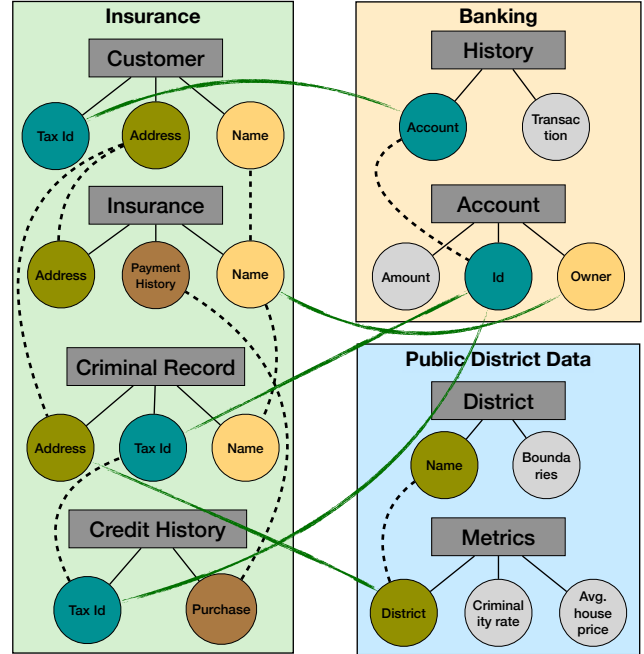 Insurance
Customer
Tax Id
Address
Name
Insurance
Address
Payment
History
Name
Criminal Record
Address
Tax Id
Name
Credit History
Tax Id
Purchase
Banking
History
Account
Transac
tion
Account
Amount
Id
Owner
Public District Data
District
Name
Bounda
ries
Metrics
District
Criminal
ity rate
Avg.
house
price